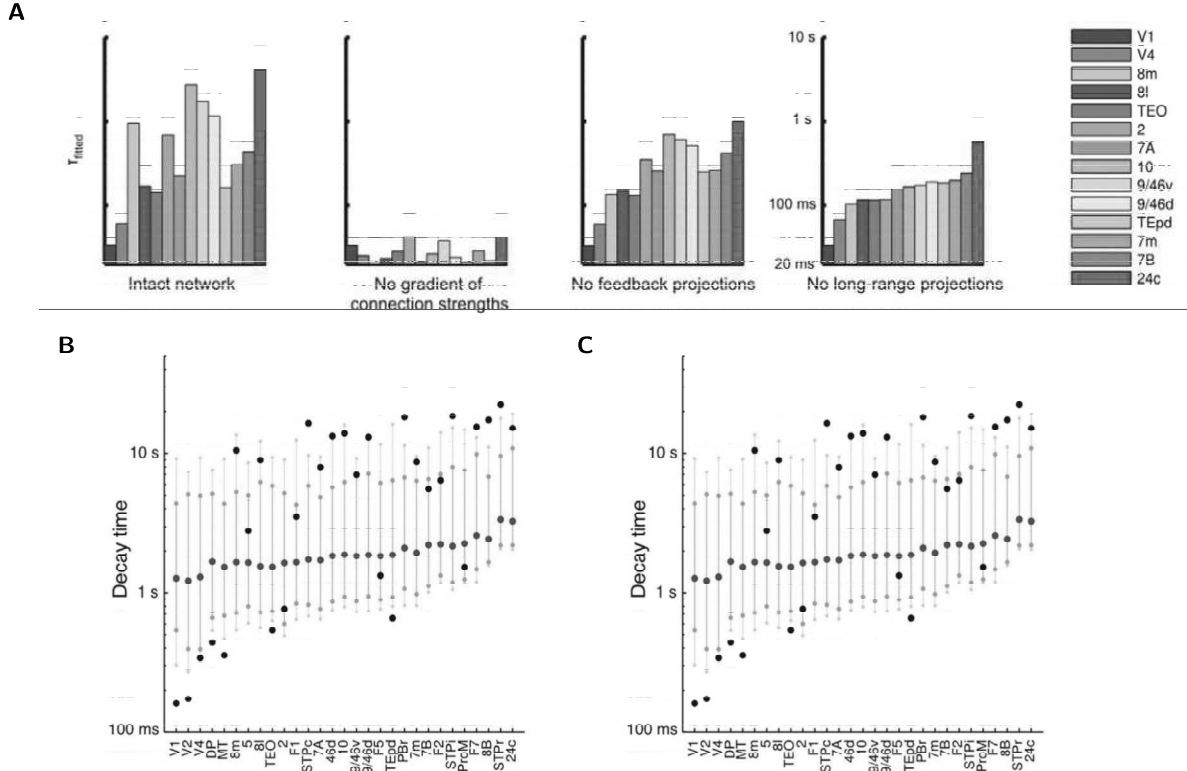 A
10 s
1 s
100 ms
20 ms
τfitted
Intact network
No gradient of
connection strengths
No feedback projections
No long-range projections
V1
V4
8m
8l
TEO
2
7A
10
9/46v
9/46d
TEpd
7m
7B
24c
B
Decay time
10 s
1 s
100 ms
V1 V2 V4 DP MT 8m 5 8l TEO 2 F1 STPc 7A 46d 10 9/46v 9/46d F5 TEpd PBr 7m 7B F2 STPi ProM F7 8B STPr 24c
C
Decay time
10 s
1 s
100 ms
V1 V2 V4 DP MT 8m 5 8l TEO 2 F1 STPc 7A 46d 10 9/46v 9/46d F5 TEpd PBr 7m 7B F2 STPi ProM F7 8B STPr 24c